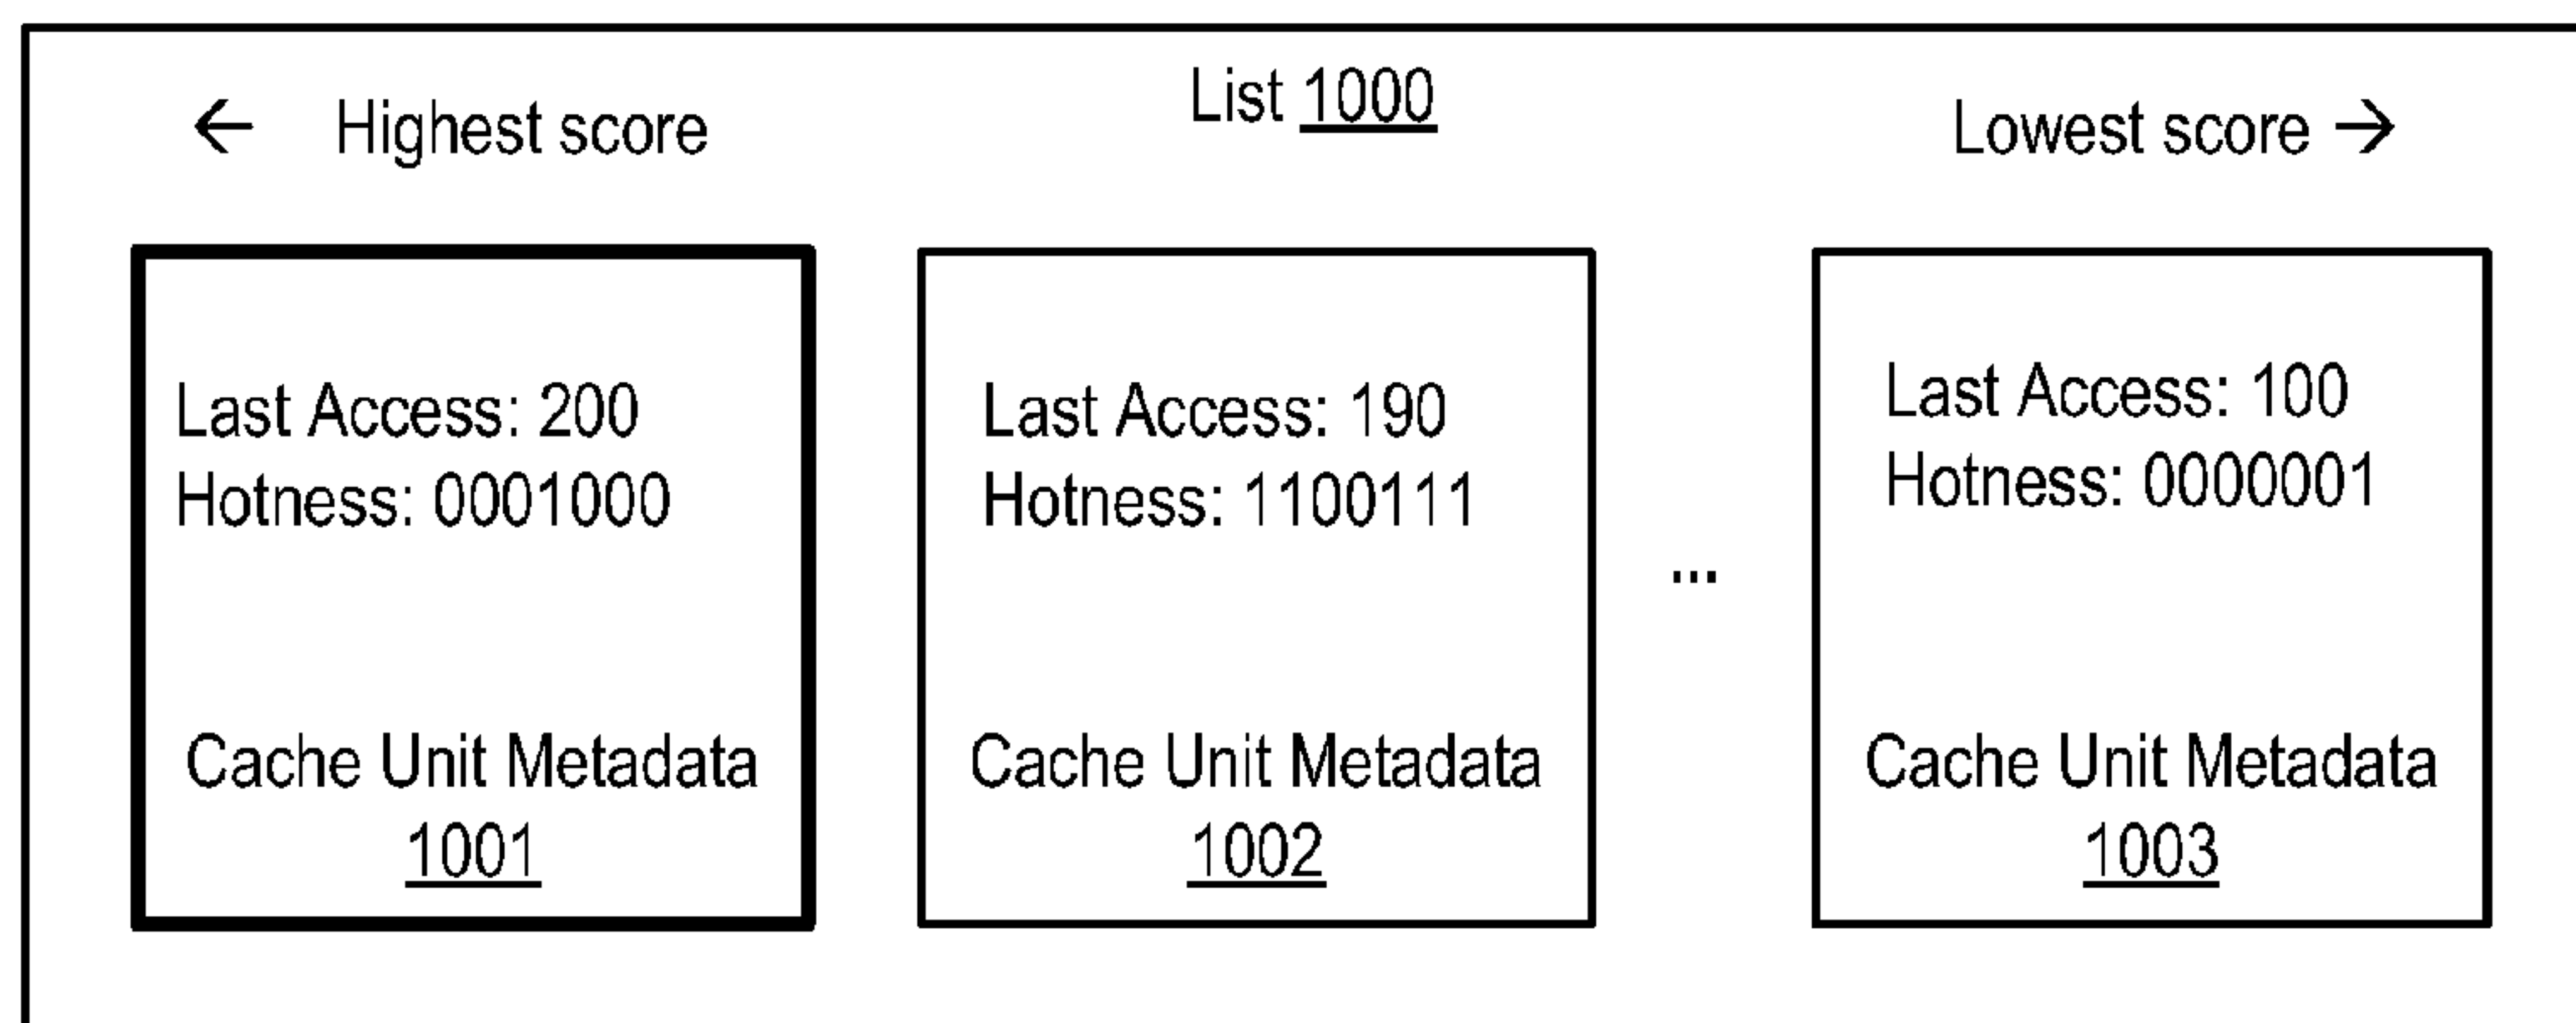 List 1000
← Highest score
Lowest score →
Last Access: 200
Hotness: 0001000
Cache Unit Metadata
1001
Last Access: 190
Hotness: 1100111
Cache Unit Metadata
1002
...
Last Access: 100
Hotness: 0000001
Cache Unit Metadata
1003